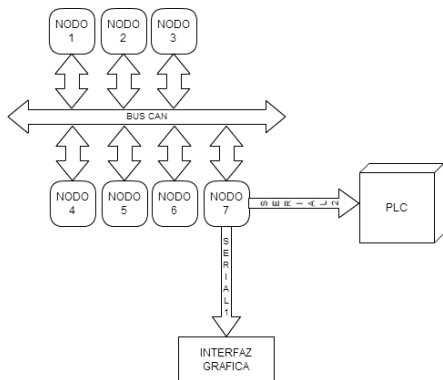 NODO
1
NODO
2
NODO
3
BUS CAN
NODO
4
NODO
5
NODO
6
NODO
7
SERIAL2
PLC
SERIAL1
INTERFAZ
GRAFICA